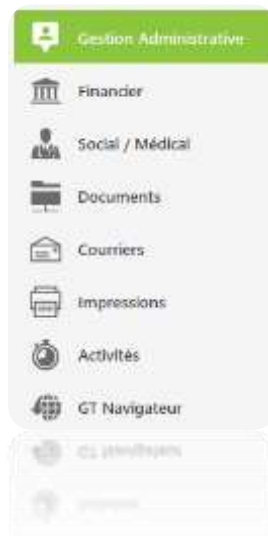 Gestion Administrative
Financier
Social / Médical
Documents
Courriers
Impressions
Activités
GT Navigateur